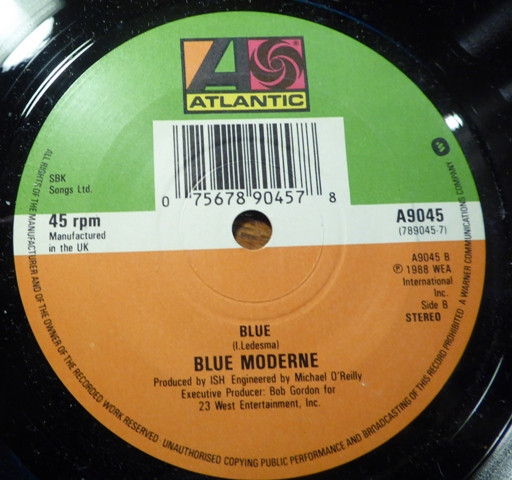 ATLANTIC
0 75678 90457 8
SBK
Songs Ltd.
45 rpm
Manufactured
in the UK
A9045
(789045-7)
A9045 B
℗ 1988 WEA
International
Inc.
Side B
STEREO
BLUE
(I.Ledesma)
BLUE MODERNE
Produced by ISH Engineered by Michael O'Reilly
Executive Producer: Bob Gordon for
23 West Entertainment, Inc.
ALL RIGHTS OF THE MANUFACTURER AND OF THE OWNER OF THE RECORDED WORK RESERVED UNAUTHORISED COPYING PUBLIC PERFORMANCE AND BROADCASTING OF THIS RECORD PROHIBITED A WARNER COMMUNICATIONS COMPANY